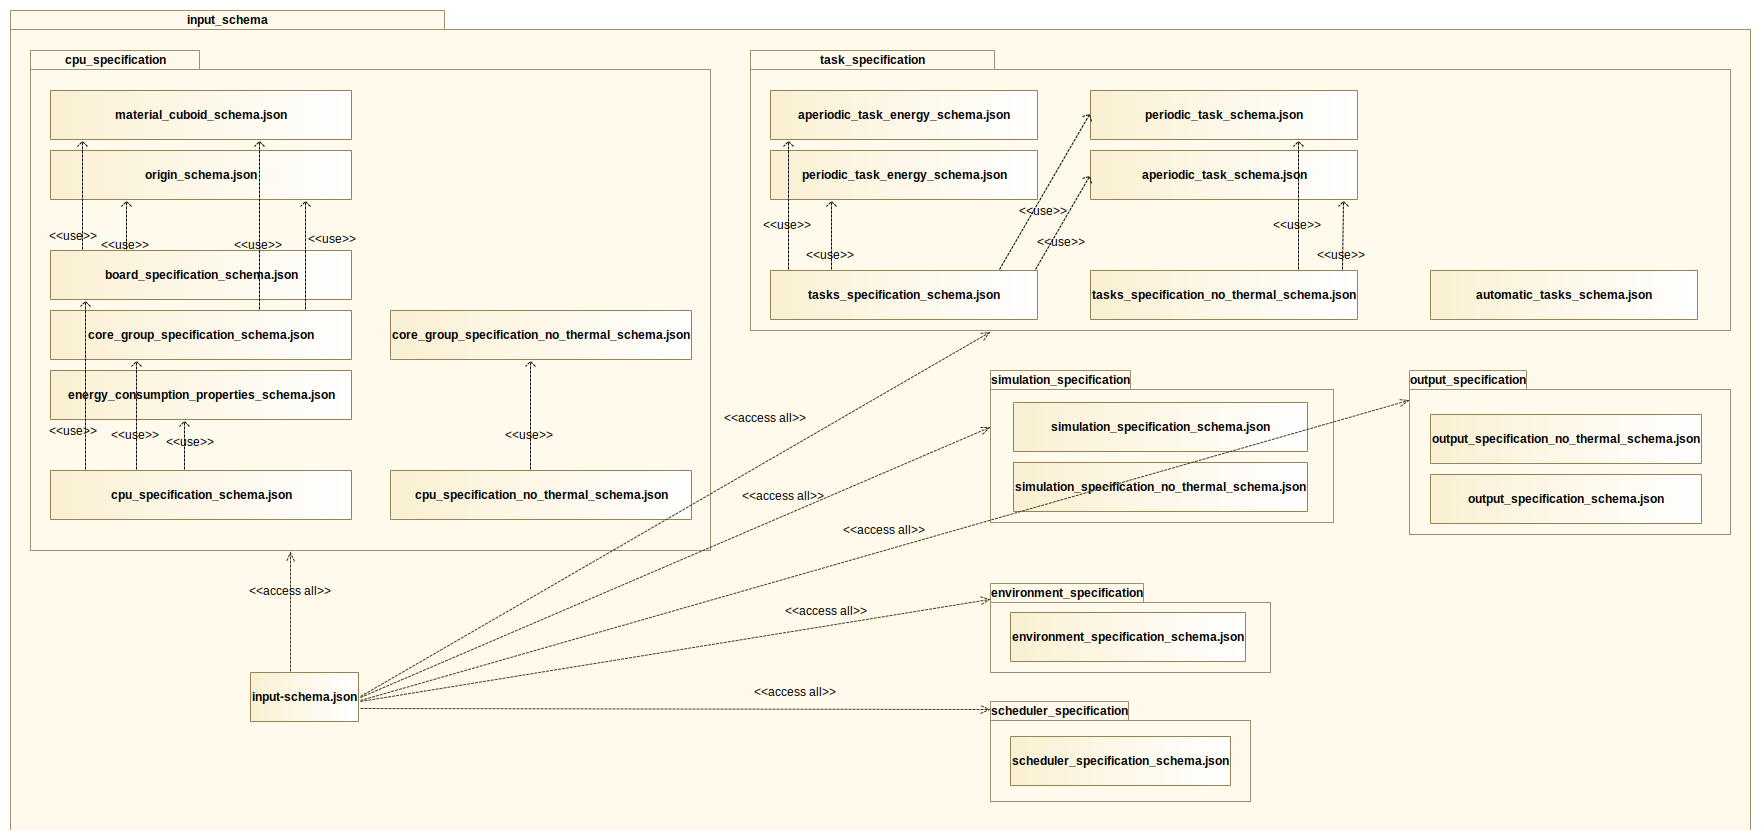 input_schema
cpu_specification
material_cuboid_schema.json
origin_schema.json
<<use>>
<<use>>
<<use>>
<<use>>
board_specification_schema.json
core_group_specification_schema.json
core_group_specification_no_thermal_schema.json
energy_consumption_properties_schema.json
<<use>>
<<use>>
<<use>>
<<use>>
cpu_specification_schema.json
cpu_specification_no_thermal_schema.json
task_specification
aperiodic_task_energy_schema.json
periodic_task_schema.json
periodic_task_energy_schema.json
aperiodic_task_schema.json
<<use>>
<<use>>
<<use>>
<<use>>
<<use>>
<<use>>
tasks_specification_schema.json
tasks_specification_no_thermal_schema.json
automatic_tasks_schema.json
simulation_specification
simulation_specification_schema.json
simulation_specification_no_thermal_schema.json
output_specification
output_specification_no_thermal_schema.json
output_specification_schema.json
<<access all>>
<<access all>>
<<access all>>
<<access all>>
<<access all>>
<<access all>>
environment_specification
environment_specification_schema.json
input-schema.json
scheduler_specification
scheduler_specification_schema.json